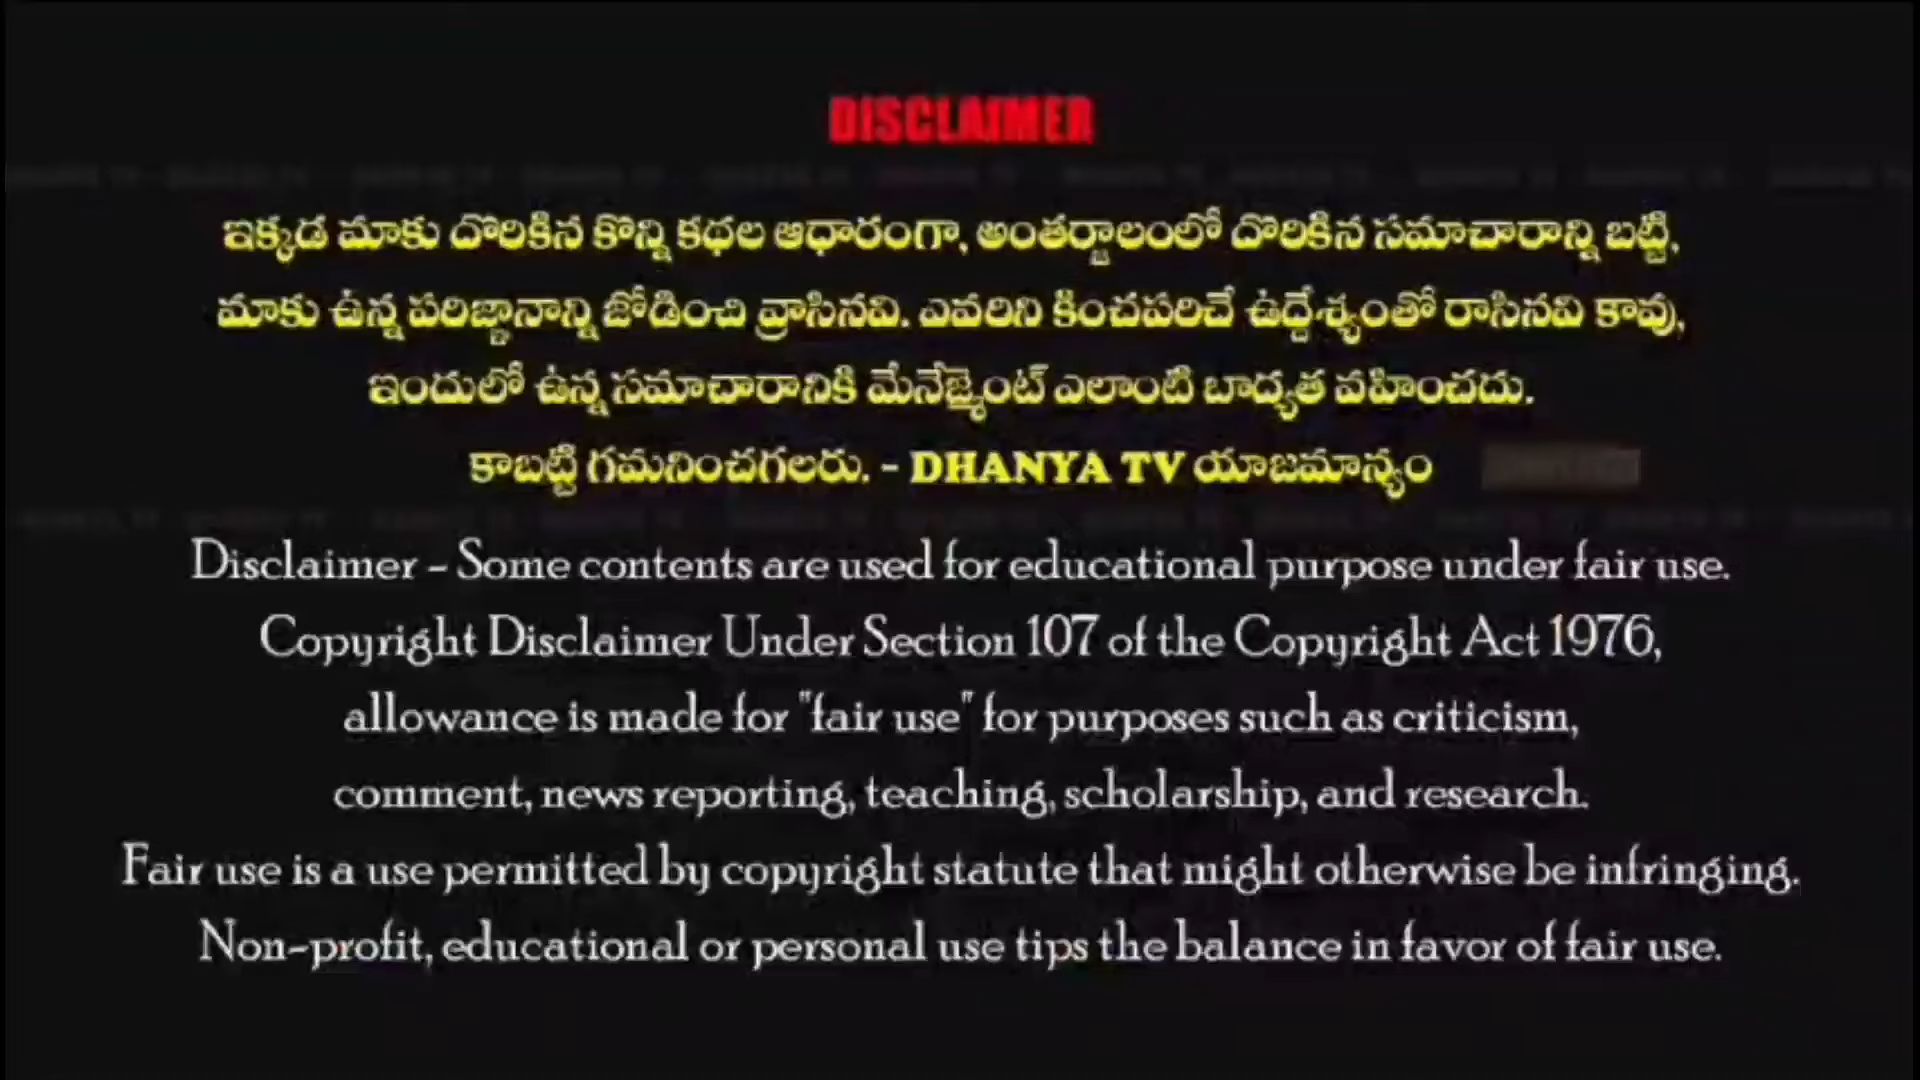 DISCLAIMER
ఇక్కడ మాకు దొరికిన కొన్ని కథల ఆధారంగా, అంతర్జాలంలో దొరికిన సమాచారాన్ని బట్టి,
మాకు ఉన్న పరిజ్ఞానాన్ని జోడించి వ్రాసినవి. ఎవరిని కించపరిచే ఉద్దేశ్యంతో రాసినవి కావు,
ఇందులో ఉన్న సమాచారానికి మేనేజ్మెంట్ ఎలాంటి బాద్యత వహించదు.
కాబట్టి గమనించగలరు. - DHANYA TV యాజమాన్యం
Disclaimer - Some contents are used for educational purpose under fair use.
Copyright Disclaimer Under Section 107 of the Copyright Act 1976,
allowance is made for "fair use" for purposes such as criticism,
comment, news reporting, teaching, scholarship, and research.
Fair use is a use permitted by copyright statute that might otherwise be infringing.
Non-profit, educational or personal use tips the balance in favor of fair use.